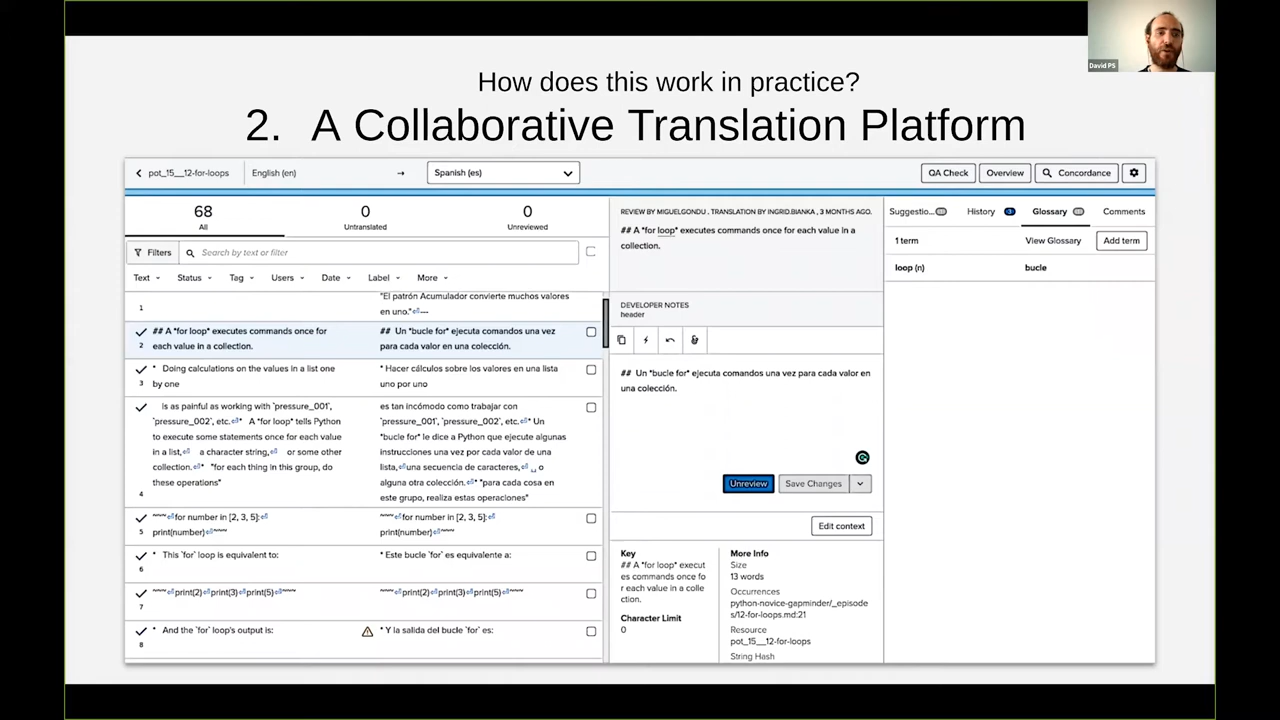 David PS
How does this work in practice?
2. A Collaborative Translation Platform
pot_15__12-for-loops
English (en)
→
Spanish (es)
QA Check
Overview
Concordance
68
All
0
Untranslated
0
Unreviewed
Filters
Search by text or filter
Text
Status
Tag
Users
Date
Label
More
1
"El patrón Acumulador convierte muchos valores
en uno."⏎---
2
## A *for loop* executes commands once for
each value in a collection.
## Un *bucle for* ejecuta comandos una vez
para cada valor en una colección.
3
* Doing calculations on the values in a list one
by one
* Hacer cálculos sobre los valores en una lista
uno por uno
4
Is as painful as working with `pressure_001`,
`pressure_002`, etc.⏎* A *for loop* tells Python
to execute some statements once for each value
in a list,⏎ a character string,⏎ or some other
collection.⏎* "for each thing in this group, do
these operations"
es tan incómodo como trabajar con
`pressure_001`, `pressure_002`, etc.⏎* Un
*bucle for* le dice a Python que ejecute algunas
instrucciones una vez por cada valor de una
lista,⏎una secuencia de caracteres,⏎ ␣ o
alguna otra colección.⏎* "para cada cosa en
este grupo, realiza estas operaciones"
5
~~~⏎for number in [2, 3, 5]:⏎
print(number)⏎~~~
~~~⏎for number in [2, 3, 5]:⏎
print(number)⏎~~~
6
* This `for` loop is equivalent to:
* Este bucle `for` es equivalente a:
7
~~~⏎print(2)⏎print(3)⏎print(5)⏎~~~
~~~⏎print(2)⏎print(3)⏎print(5)⏎~~~
8
* And the `for` loop's output is:
* Y la salida del bucle `for` es:
REVIEW BY MIGUELGONDU , TRANSLATION BY INGRID.BIANKA , 3 MONTHS AGO.
## A *for loop* executes commands once for each value in a
collection.
DEVELOPER NOTES
header
## Un *bucle for* ejecuta comandos una vez para cada valor en
una colección.
Unreview
Save Changes
Edit context
Key
## A *for loop* execut
es commands once fo
r each value in a colle
ction.
Character Limit
0
More Info
Size
13 words
Occurrences
python-novice-gapminder/_episode
s/12-for-loops.md:21
Resource
pot_15__12-for-loops
String Hash
Suggestio...
History
3
Glossary
Comments
1 term
View Glossary
Add term
loop (n)
bucle